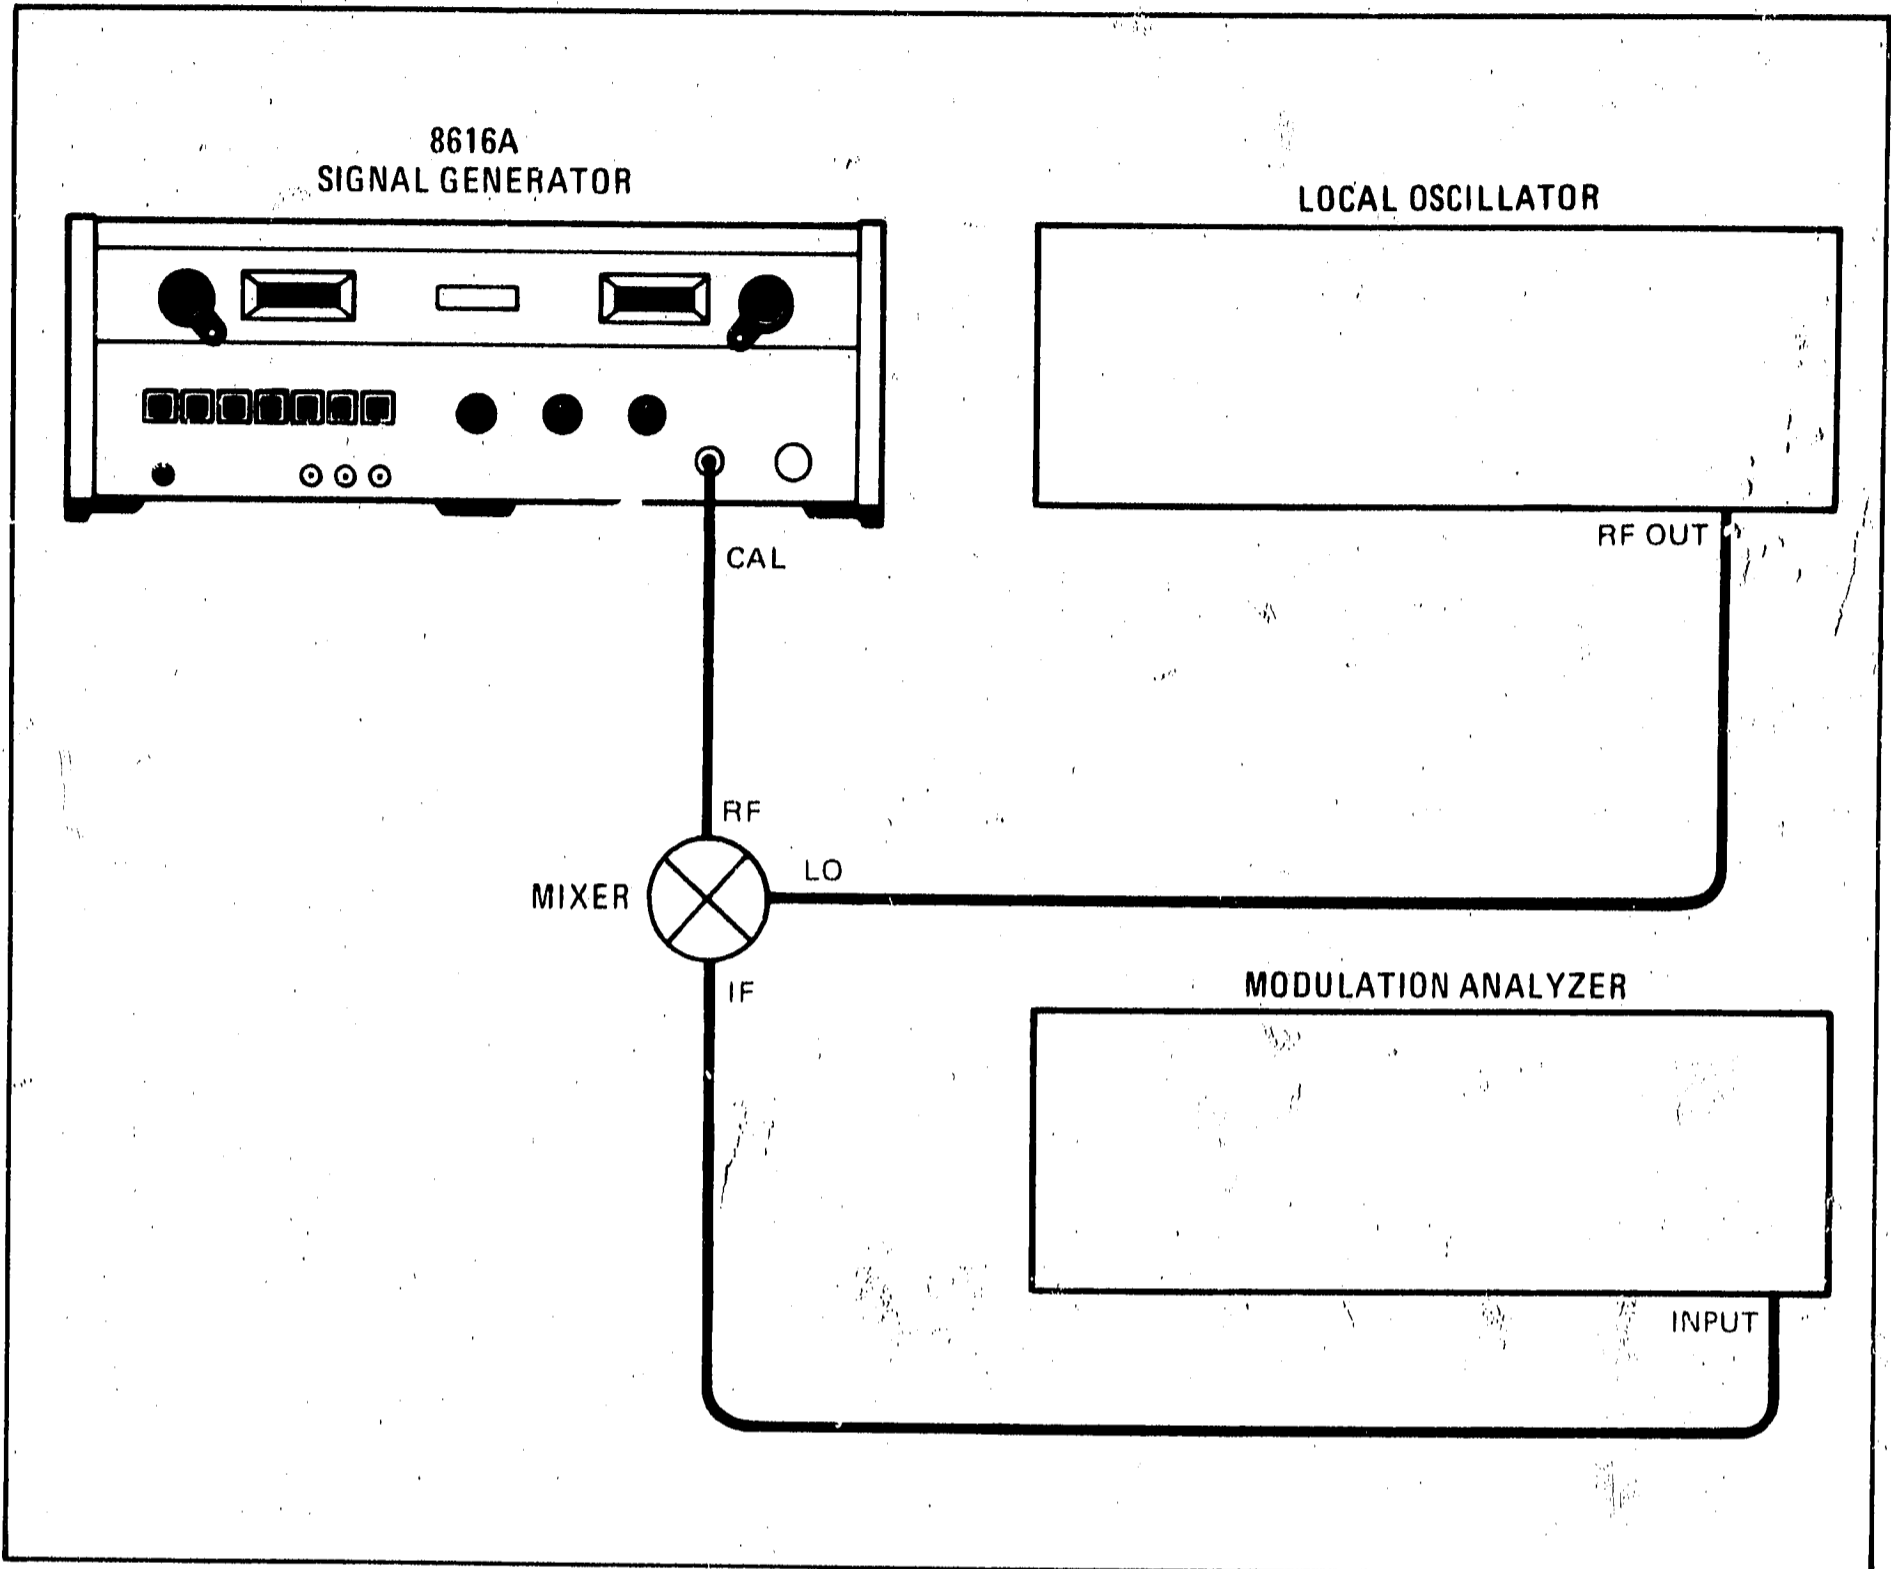 8616A
SIGNAL GENERATOR
LOCAL OSCILLATOR
RF OUT
CAL
RF
LO
MIXER
IF
MODULATION ANALYZER
INPUT